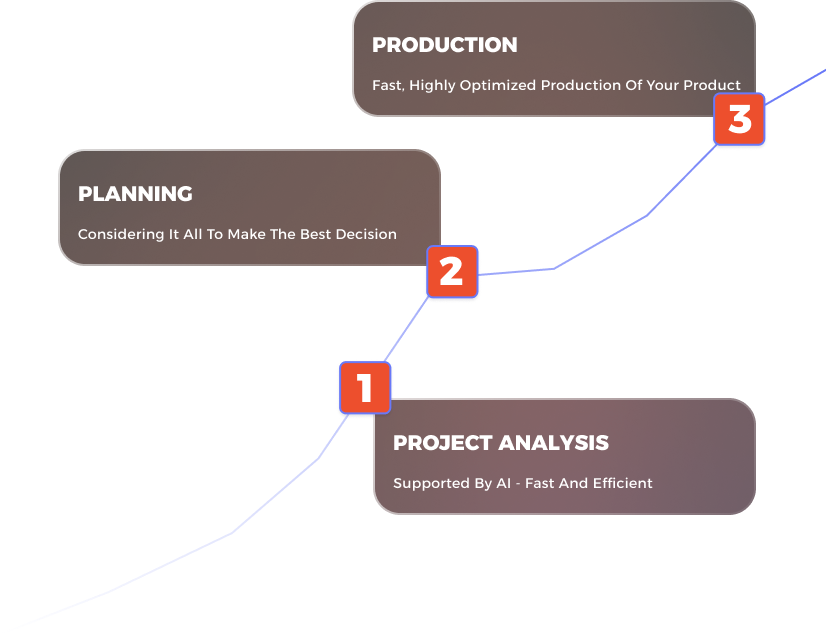 PRODUCTION
Fast, Highly Optimized Production Of Your Product
3
PLANNING
Considering It All To Make The Best Decision
2
1
PROJECT ANALYSIS
Supported By AI - Fast And Efficient